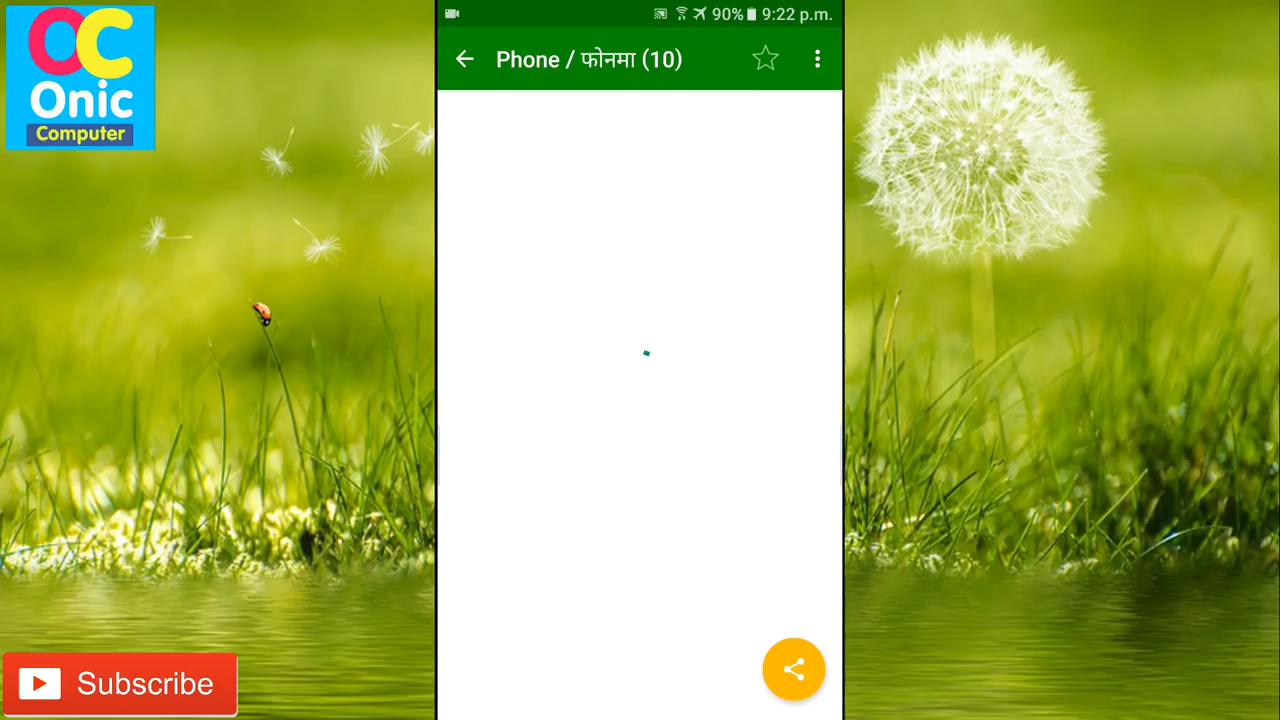 OC
Onic
Computer
90% 9:22 p.m.
Phone / फोनमा (10)
Subscribe